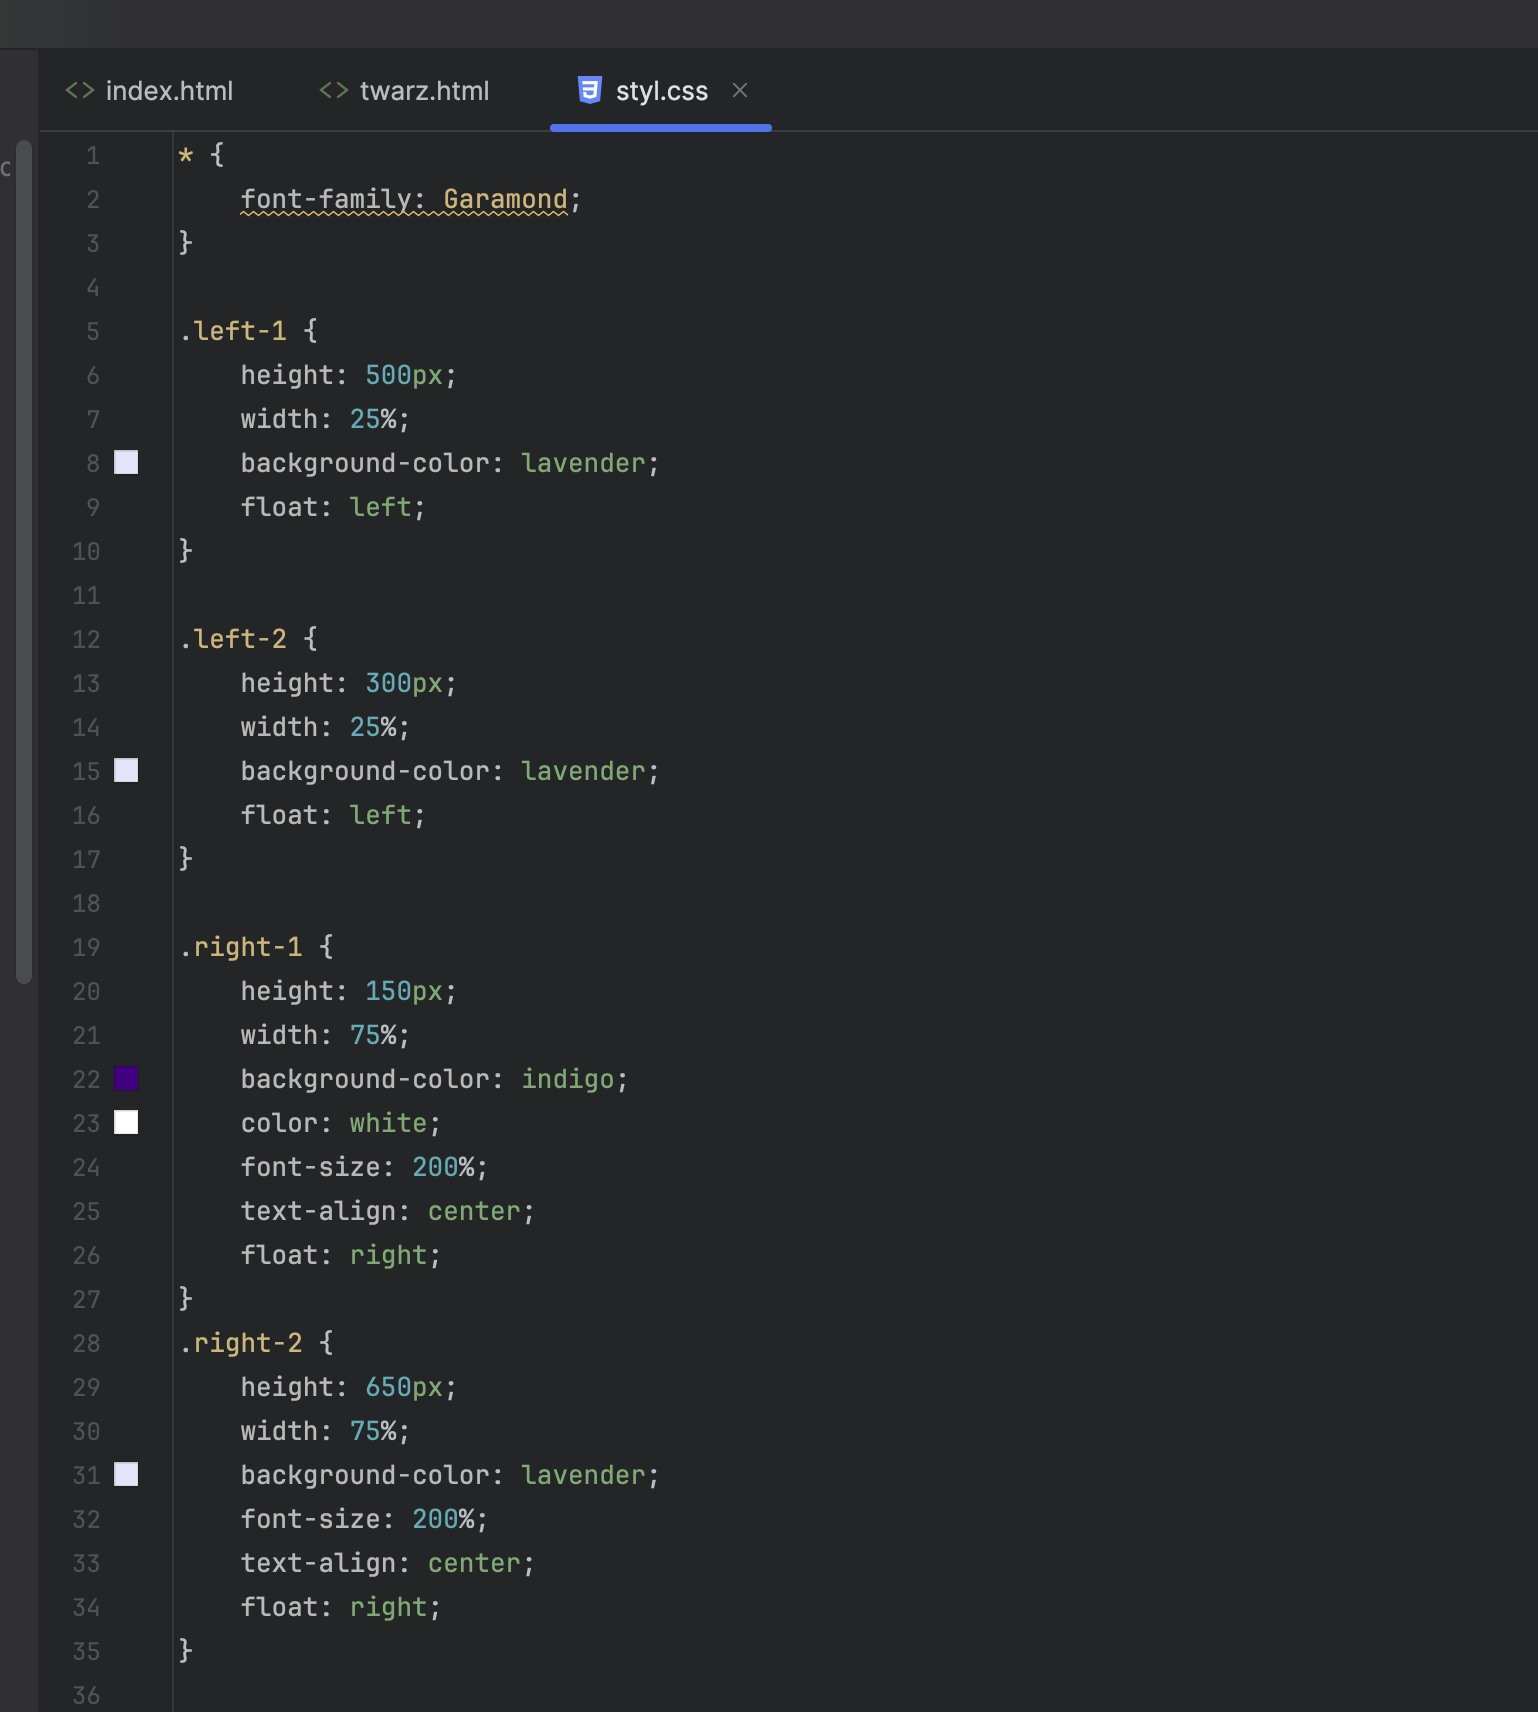 index.html twarz.html styl.css
1 * {
2 font-family: Garamond;
3 }
4
5 .left-1 {
6 height: 500px;
7 width: 25%;
8 background-color: lavender;
9 float: left;
10 }
11
12 .left-2 {
13 height: 300px;
14 width: 25%;
15 background-color: lavender;
16 float: left;
17 }
18
19 .right-1 {
20 height: 150px;
21 width: 75%;
22 background-color: indigo;
23 color: white;
24 font-size: 200%;
25 text-align: center;
26 float: right;
27 }
28 .right-2 {
29 height: 650px;
30 width: 75%;
31 background-color: lavender;
32 font-size: 200%;
33 text-align: center;
34 float: right;
35 }
36